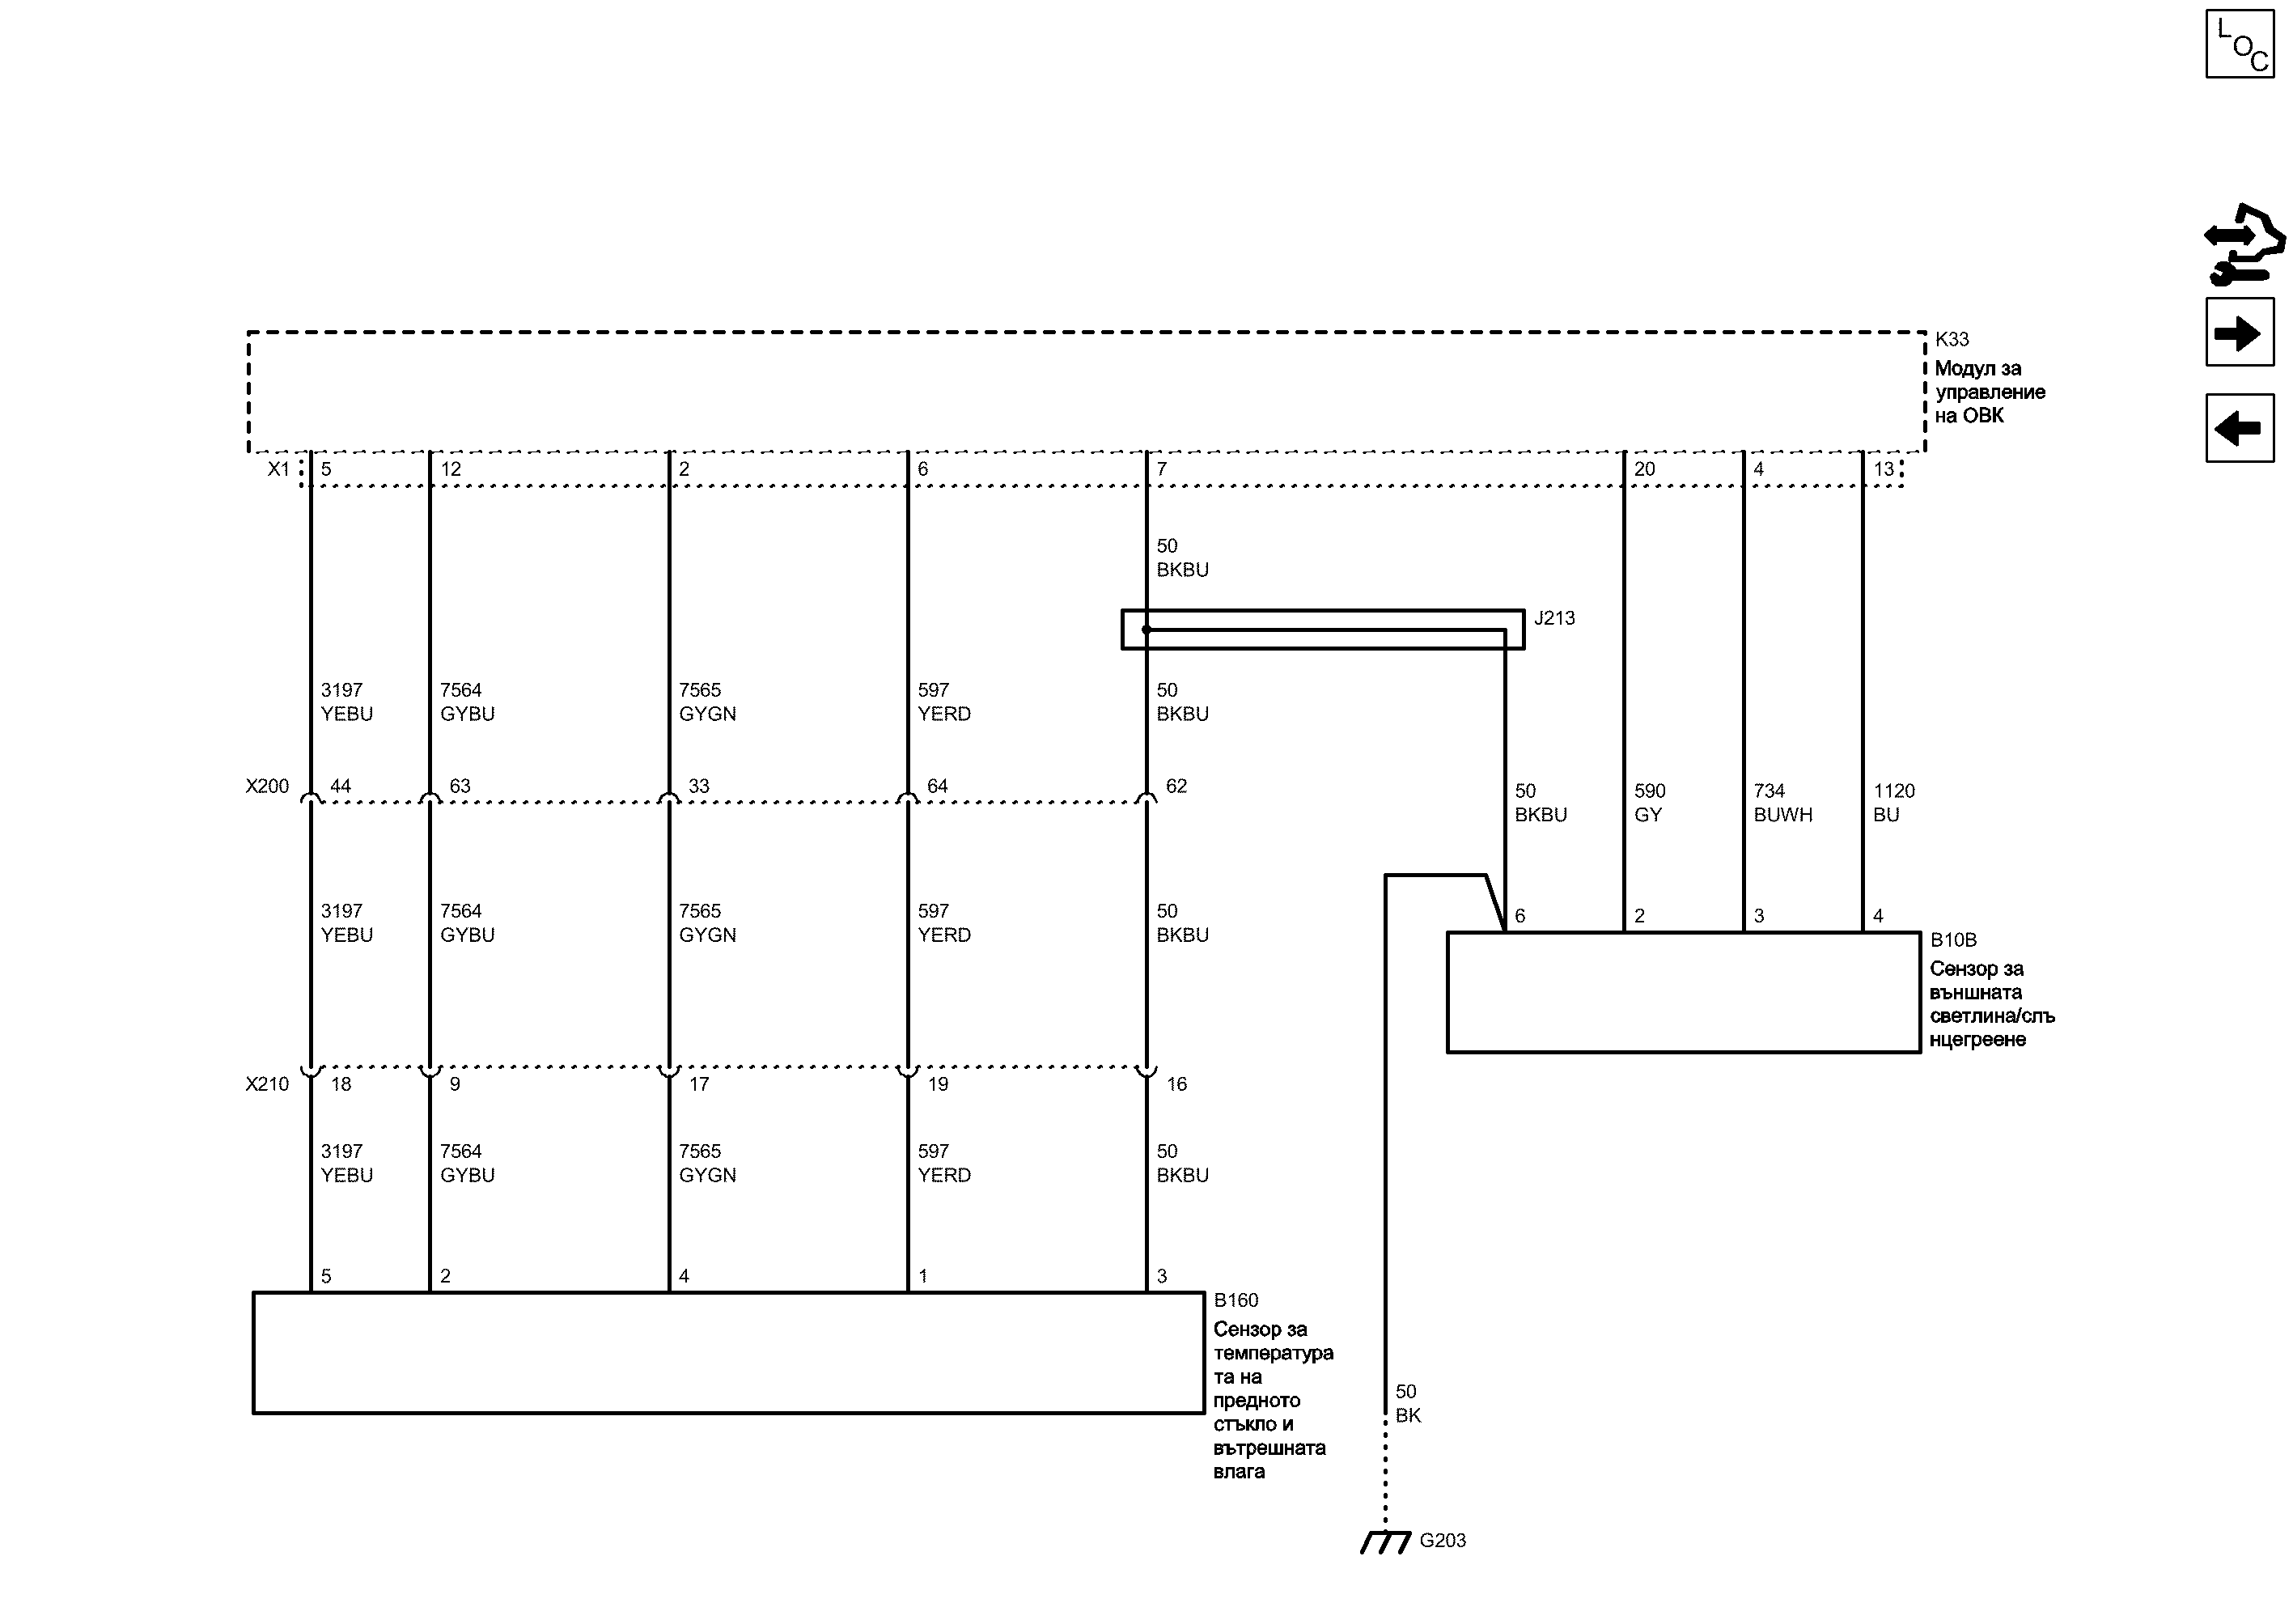 LOC
K33
Модул за
управление
на ОВК
X1 5 12 2 6 7 20 4 13
50
BKBU
J213
3197 7564 7565 597 50
YEBU GYBU GYGN YERD BKBU
X200 44 63 33 64 62
50 590 734 1120
BKBU GY BUWH BU
3197 7564 7565 597 50
YEBU GYBU GYGN YERD BKBU
6 2 3 4
B10B
Сензор за
външната
светлина/слъ
нцегреене
X210 18 9 17 19 16
3197 7564 7565 597 50
YEBU GYBU GYGN YERD BKBU
5 2 4 1 3
B160
Сензор за
температура
та на
предното
стъкло и
вътрешната
влага
50
BK
G203